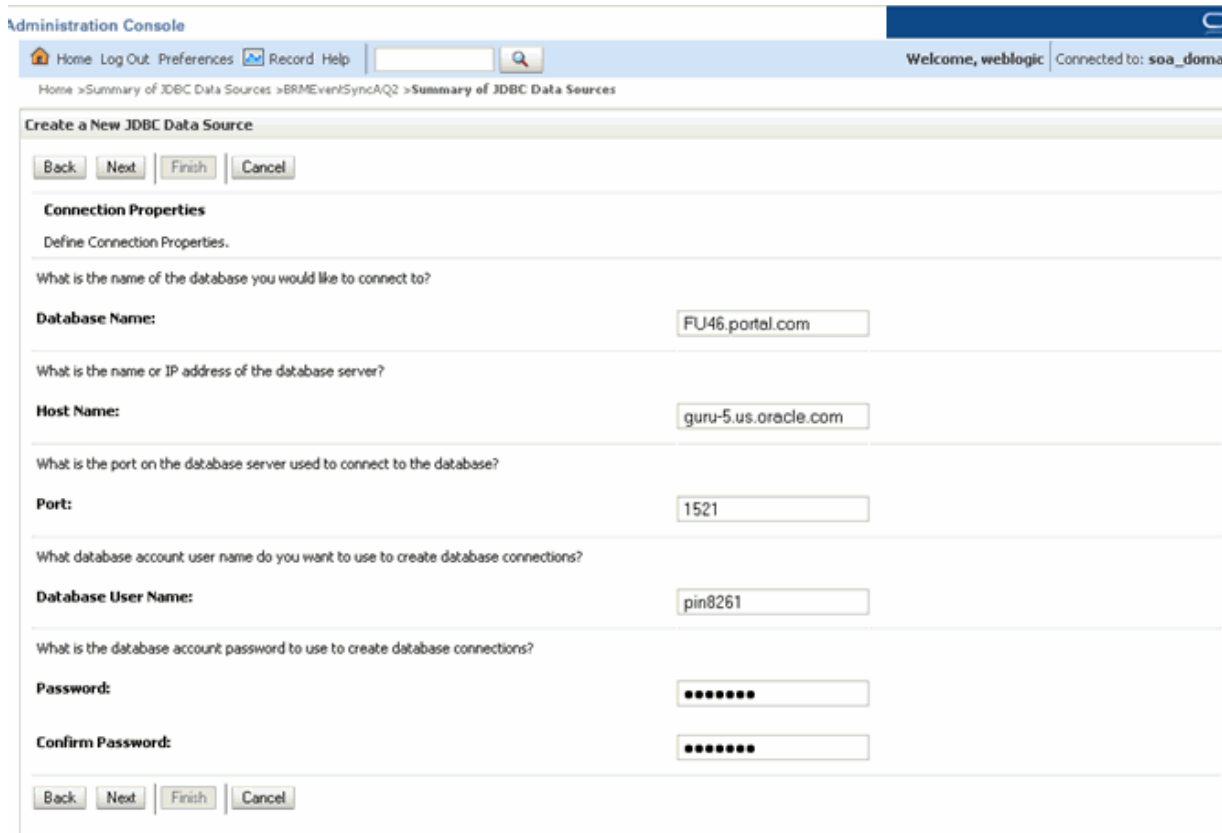 Administration Console
Home Log Out Preferences Record Help
Welcome, weblogic Connected to: soa_doma
Home >Summary of JDBC Data Sources >BRMEventSyncAQ2 >Summary of JDBC Data Sources
Create a New JDBC Data Source
Back Next Finish Cancel
Connection Properties
Define Connection Properties.
What is the name of the database you would like to connect to?
Database Name: FU46.portal.com
What is the name or IP address of the database server?
Host Name: guru-5.us.oracle.com
What is the port on the database server used to connect to the database?
Port: 1521
What database account user name do you want to use to create database connections?
Database User Name: pin8261
What is the database account password to use to create database connections?
Password: •••••••
Confirm Password: •••••••
Back Next Finish Cancel